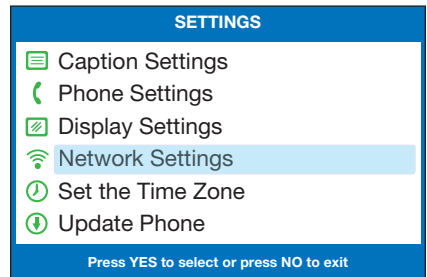 SETTINGS
Caption Settings
Phone Settings
Display Settings
Network Settings
Set the Time Zone
Update Phone
Press YES to select or press NO to exit